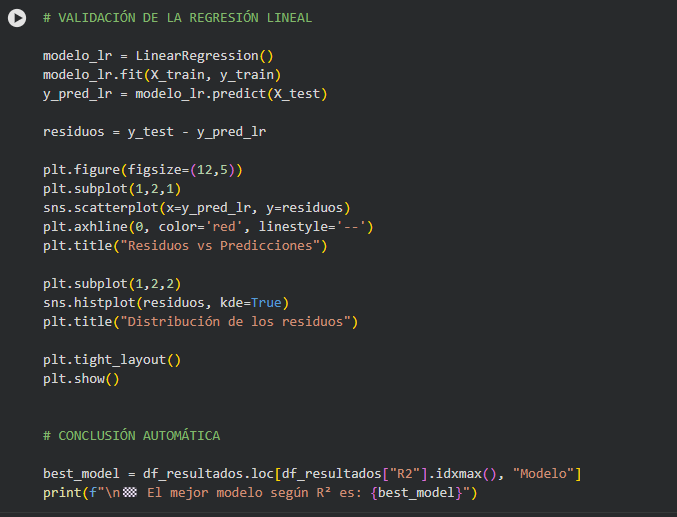 # VALIDACIÓN DE LA REGRESIÓN LINEAL
modelo_lr = LinearRegression()
modelo_lr.fit(X_train, y_train)
y_pred_lr = modelo_lr.predict(X_test)
residuos = y_test - y_pred_lr
plt.figure(figsize=(12,5))
plt.subplot(1,2,1)
sns.scatterplot(x=y_pred_lr, y=residuos)
plt.axhline(0, color='red', linestyle='--')
plt.title("Residuos vs Predicciones")
plt.subplot(1,2,2)
sns.histplot(residuos, kde=True)
plt.title("Distribución de los residuos")
plt.tight_layout()
plt.show()
# CONCLUSIÓN AUTOMÁTICA
best_model = df_resultados.loc[df_resultados["R2"].idxmax(), "Modelo"]
print(f"\n🏁 El mejor modelo según R² es: {best_model}")